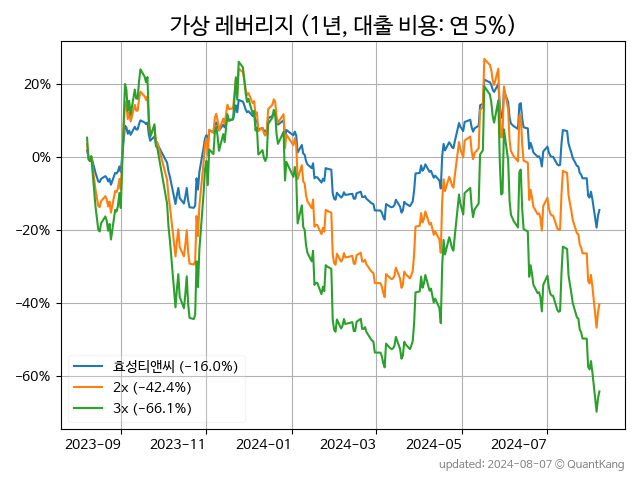 가상 레버리지 (1년, 대출 비용: 연 5%)
20%
0%
−20%
−40%
−60%
효성티앤씨 (−16.0%)
2x (−42.4%)
3x (−66.1%)
2023-09 2023-11 2024-01 2024-03 2024-05 2024-07
updated: 2024-08-07 © QuantKang